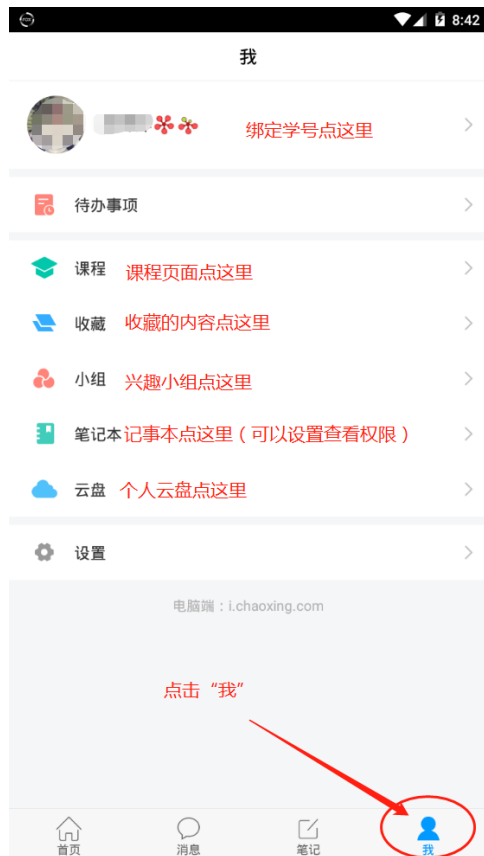 8:42
我
绑定学号点这里
待办事项
课程 课程页面点这里
收藏 收藏的内容点这里
小组 兴趣小组点这里
笔记本记事本点这里（可以设置查看权限）
云盘 个人云盘点这里
设置
电脑端：i.chaoxing.com
点击“我”
首页 消息 笔记 我